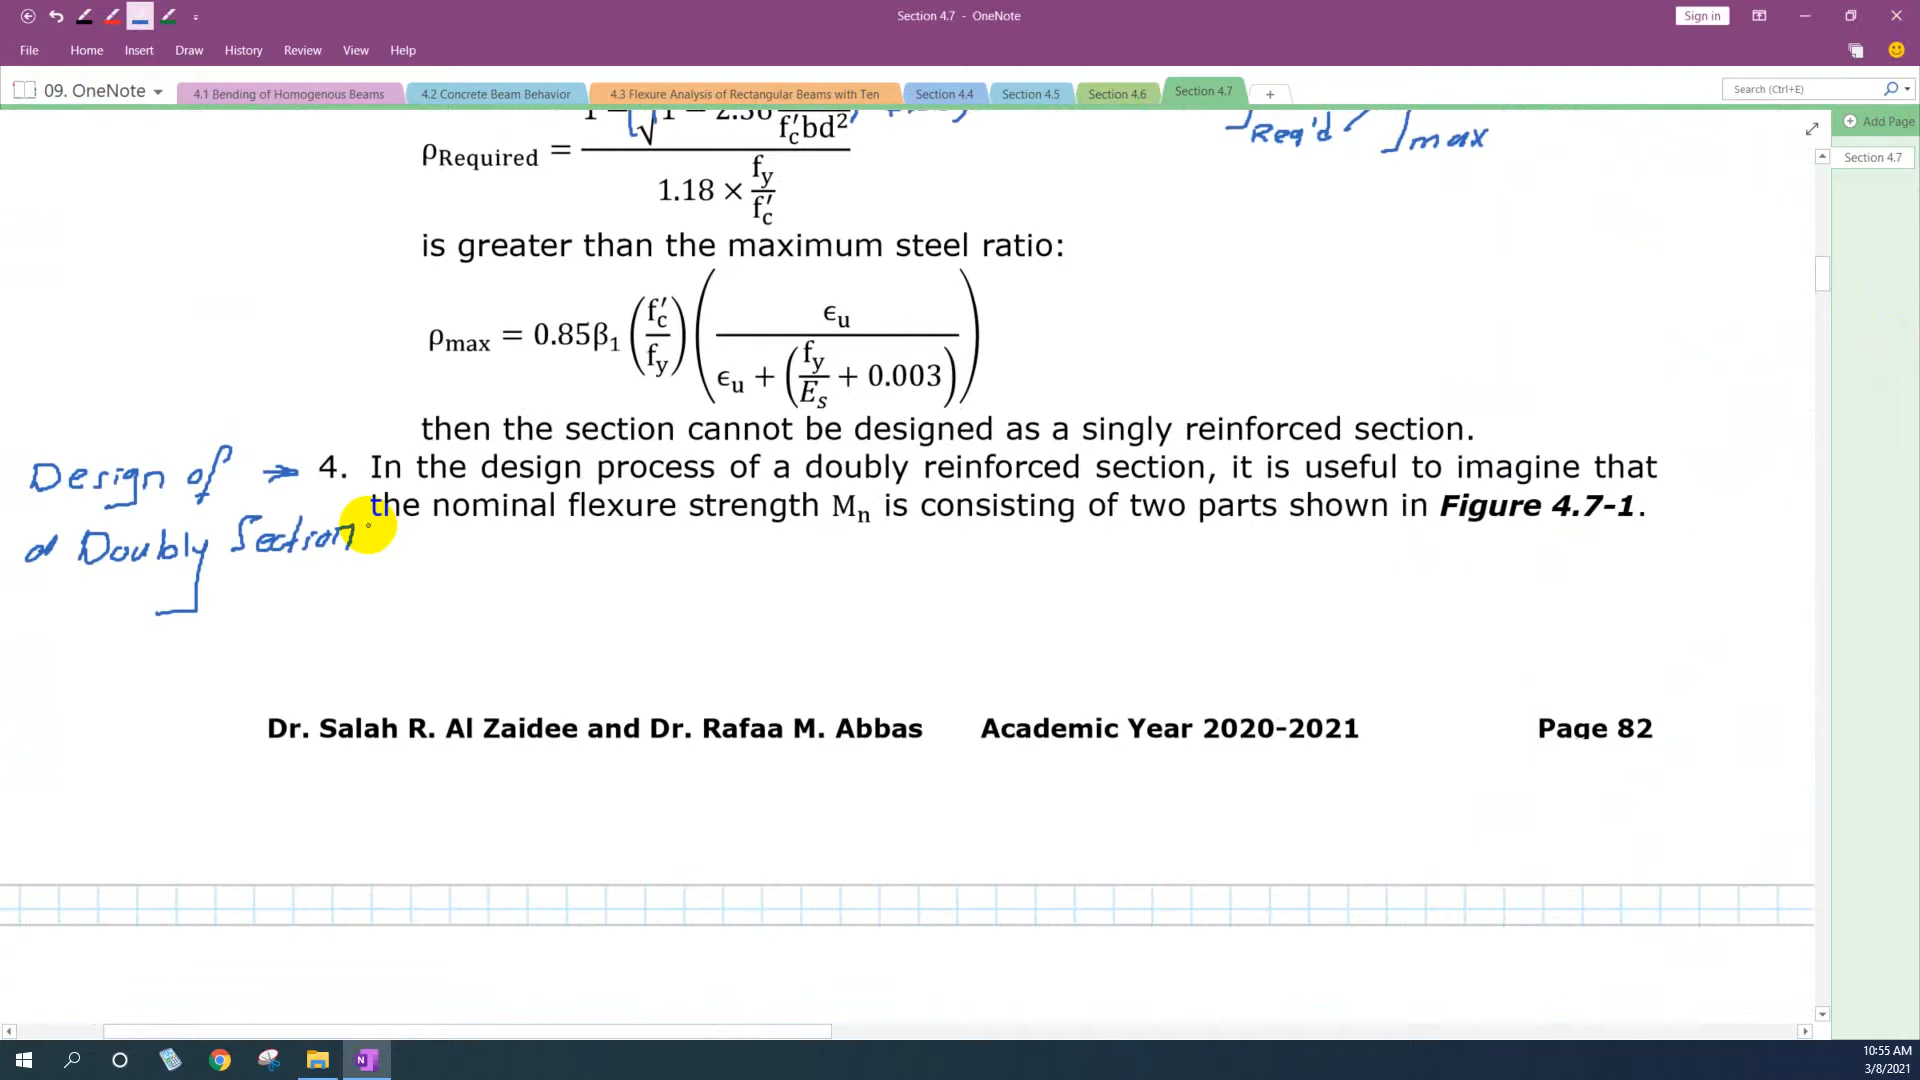 Section 4.7 - OneNote
Sign in
File Home Insert Draw History Review View Help
09. OneNote
4.1 Bending of Homogenous Beams
4.2 Concrete Beam Behavior
4.3 Flexure Analysis of Rectangular Beams with Ten
Section 4.4
Section 4.5
Section 4.6
Section 4.7
Search (Ctrl+E)
Add Page
Section 4.7
Req'd
max
ρRequired = (1 − √1 − 2.36 / f′c bd²) / (1.18 × fy/f′c)
is greater than the maximum steel ratio:
ρmax = 0.85β1 (f′c/fy) (ϵu / (ϵu + (fy/Es + 0.003)))
then the section cannot be designed as a singly reinforced section.
Design of
4. In the design process of a doubly reinforced section, it is useful to imagine that
the nominal flexure strength Mn is consisting of two parts shown in Figure 4.7-1.
Doubly Section
Dr. Salah R. Al Zaidee and Dr. Rafaa M. Abbas Academic Year 2020-2021 Page 82
10:55 AM
3/8/2021